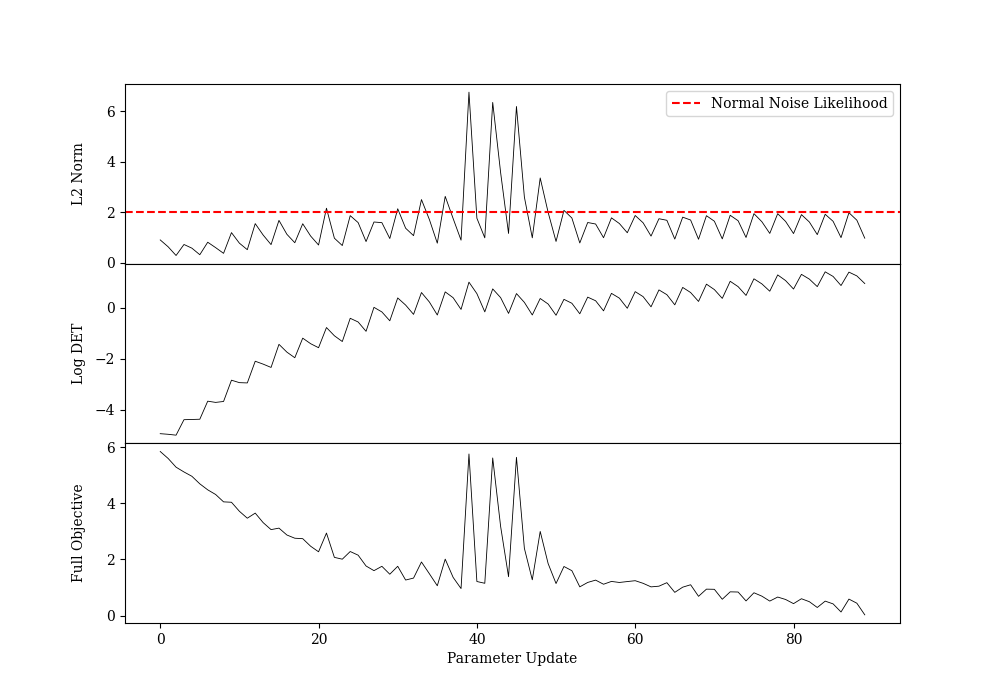 Normal Noise Likelihood
L2 Norm
6
4
2
0
Log DET
0
−2
−4
Full Objective
6
4
2
0
0 20 40 60 80
Parameter Update